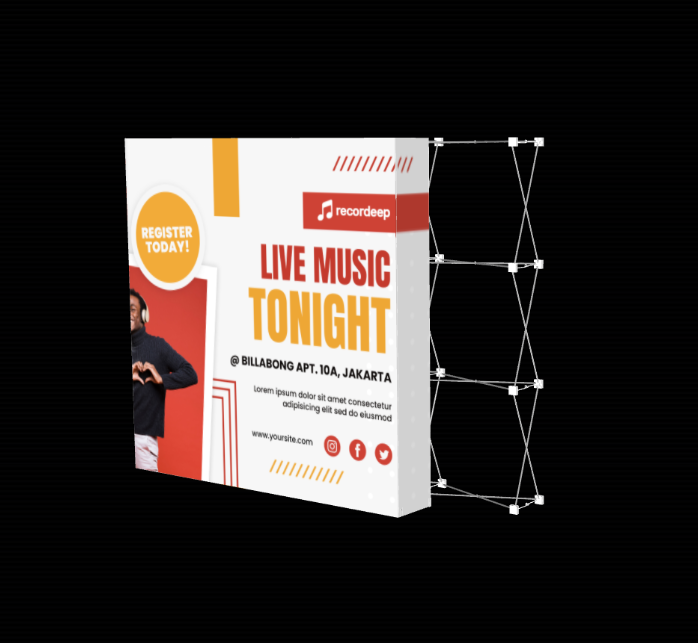 recordeep
REGISTER
TODAY!
LIVE MUSIC
TONIGHT
@ BILLABONG APT. 10A, JAKARTA
Lorem ipsum dolor sit amet consectetur
adipisicing elit sed do eiusmod
www.yoursite.com